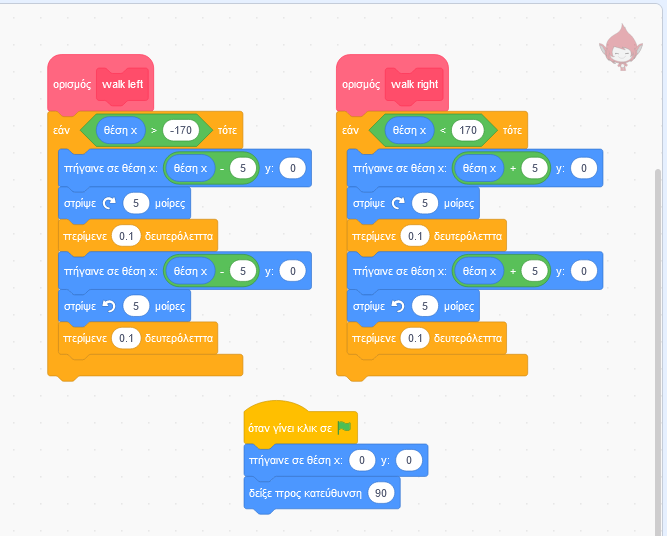 ορισμός walk left
εάν θέση x > -170 τότε
πήγαινε σε θέση x: θέση x - 5 y: 0
στρίψε 5 μοίρες
περίμενε 0.1 δευτερόλεπτα
πήγαινε σε θέση x: θέση x - 5 y: 0
στρίψε 5 μοίρες
περίμενε 0.1 δευτερόλεπτα
ορισμός walk right
εάν θέση x < 170 τότε
πήγαινε σε θέση x: θέση x + 5 y: 0
στρίψε 5 μοίρες
περίμενε 0.1 δευτερόλεπτα
πήγαινε σε θέση x: θέση x + 5 y: 0
στρίψε 5 μοίρες
περίμενε 0.1 δευτερόλεπτα
όταν γίνει κλικ σε
πήγαινε σε θέση x: 0 y: 0
δείξε προς κατεύθυνση 90